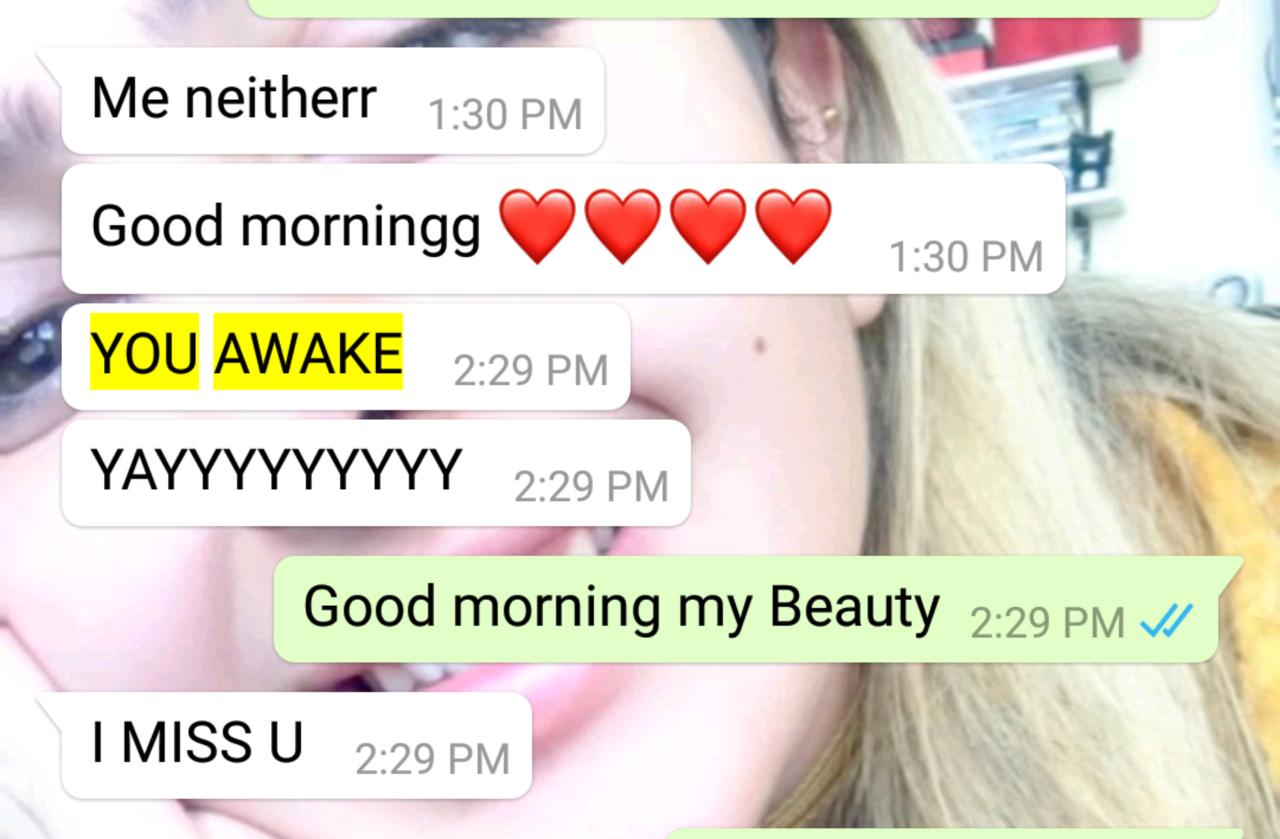 Me neitherr 1:30 PM
Good morningg ❤️❤️❤️❤️ 1:30 PM
YOU AWAKE 2:29 PM
YAYYYYYYYYYY 2:29 PM
Good morning my Beauty 2:29 PM
I MISS U 2:29 PM